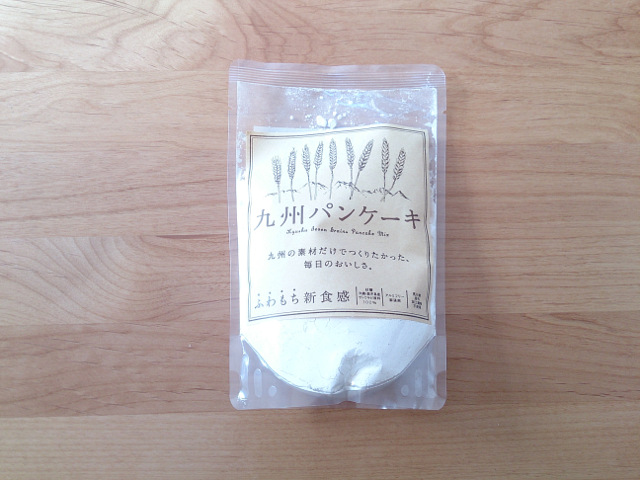 九州パンケーキ
Kyushu Seven Grains Pancake Mix
九州の素材だけでつくりたかった、
毎日のおいしさ。
ふわもち新食感